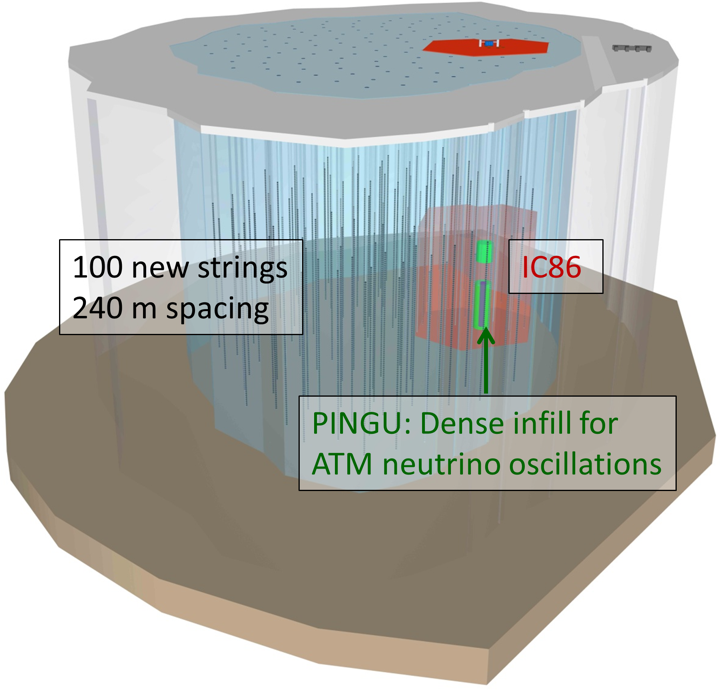 100 new strings
240 m spacing
IC86
PINGU: Dense infill for
ATM neutrino oscillations